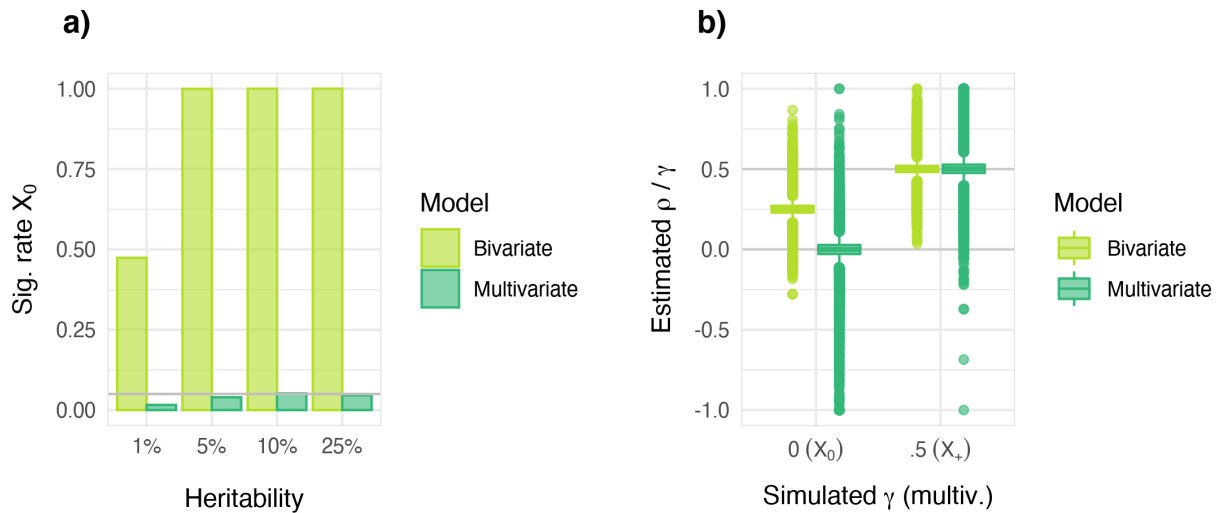 a)
Sig. rate X₀
1.00
0.75
0.50
0.25
0.00
1%
5%
10%
25%
Heritability
Model
Bivariate
Multivariate
b)
Estimated ρ / γ
1.0
0.5
0.0
-0.5
-1.0
0 (X₀)
.5 (X₊)
Simulated γ (multiv.)
Model
Bivariate
Multivariate